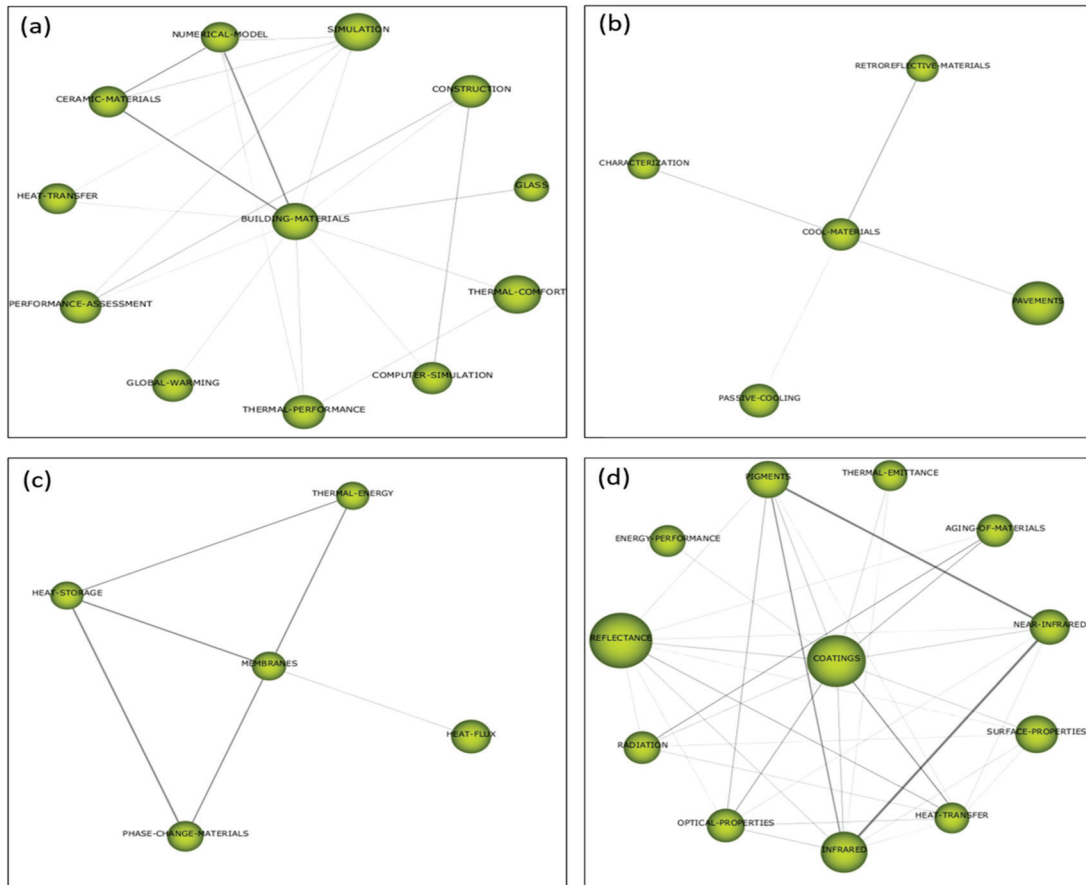 (a)
NUMERICAL-MODEL
SIMULATION
CERAMIC-MATERIALS
CONSTRUCTION
HEAT-TRANSFER
GLASS
BUILDING-MATERIALS
PERFORMANCE-ASSESSMENT
THERMAL-COMFORT
GLOBAL-WARMING
COMPUTER-SIMULATION
THERMAL-PERFORMANCE
(b)
RETROREFLECTIVE-MATERIALS
CHARACTERIZATION
COOL-MATERIALS
PAVEMENTS
PASSIVE-COOLING
(c)
THERMAL-ENERGY
HEAT-STORAGE
MEMBRANES
HEAT-FLUX
PHASE-CHANGE-MATERIALS
(d)
PIGMENTS
THERMAL-EMITTANCE
ENERGY-PERFORMANCE
AGING-OF-MATERIALS
REFLECTANCE
NEAR-INFRARED
COATINGS
RADIATION
SURFACE-PROPERTIES
OPTICAL-PROPERTIES
HEAT-TRANSFER
INFRARED